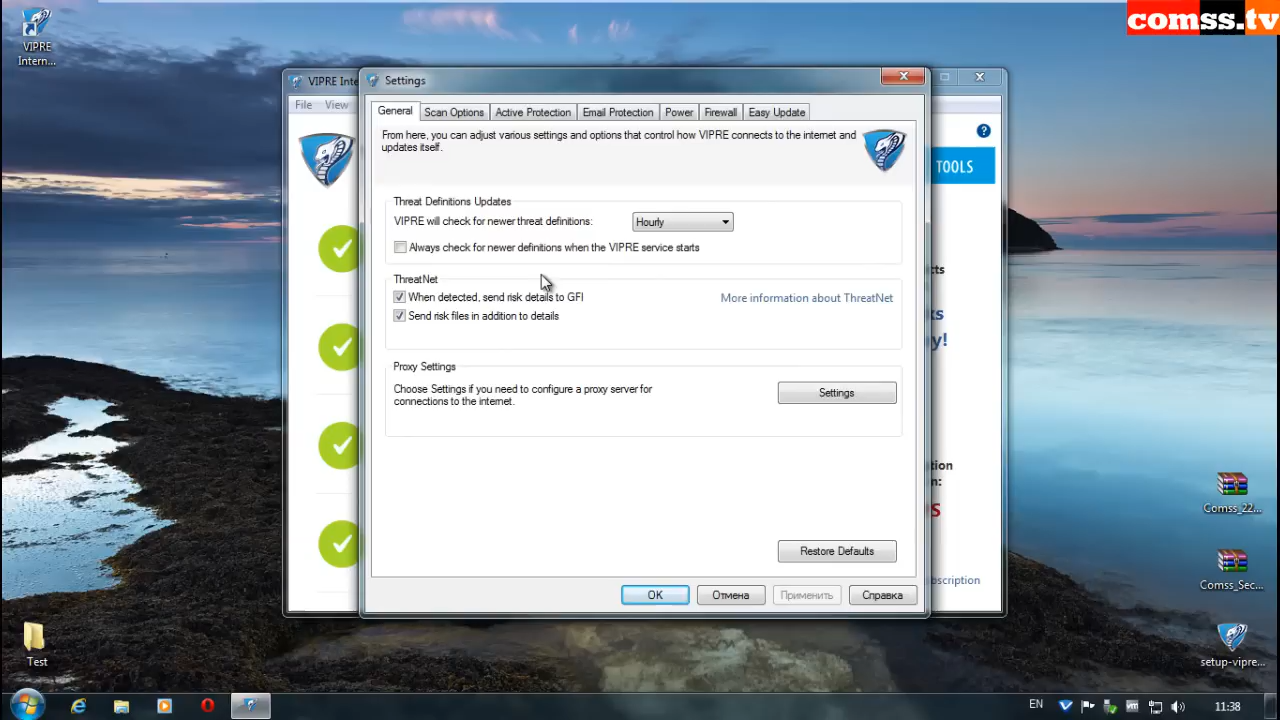 comss.tv
VIPRE
Intern...
VIPRE Inte
File View
Settings
General Scan Options Active Protection Email Protection Power Firewall Easy Update
From here, you can adjust various settings and options that control how VIPRE connects to the internet and
updates itself.
TOOLS
Threat Definitions Updates
VIPRE will check for newer threat definitions: Hourly
Always check for newer definitions when the VIPRE service starts
ThreatNet
When detected, send risk details to GFI
More information about ThreatNet
Send risk files in addition to details
Proxy Settings
Choose Settings if you need to configure a proxy server for
connections to the internet.
Settings
Restore Defaults
OK Отмена Применить Справка
cts
ks
y!
tion
n:
S
bscription
Comss_22...
Comss_Sec...
setup-vipre...
Test
EN
11:38